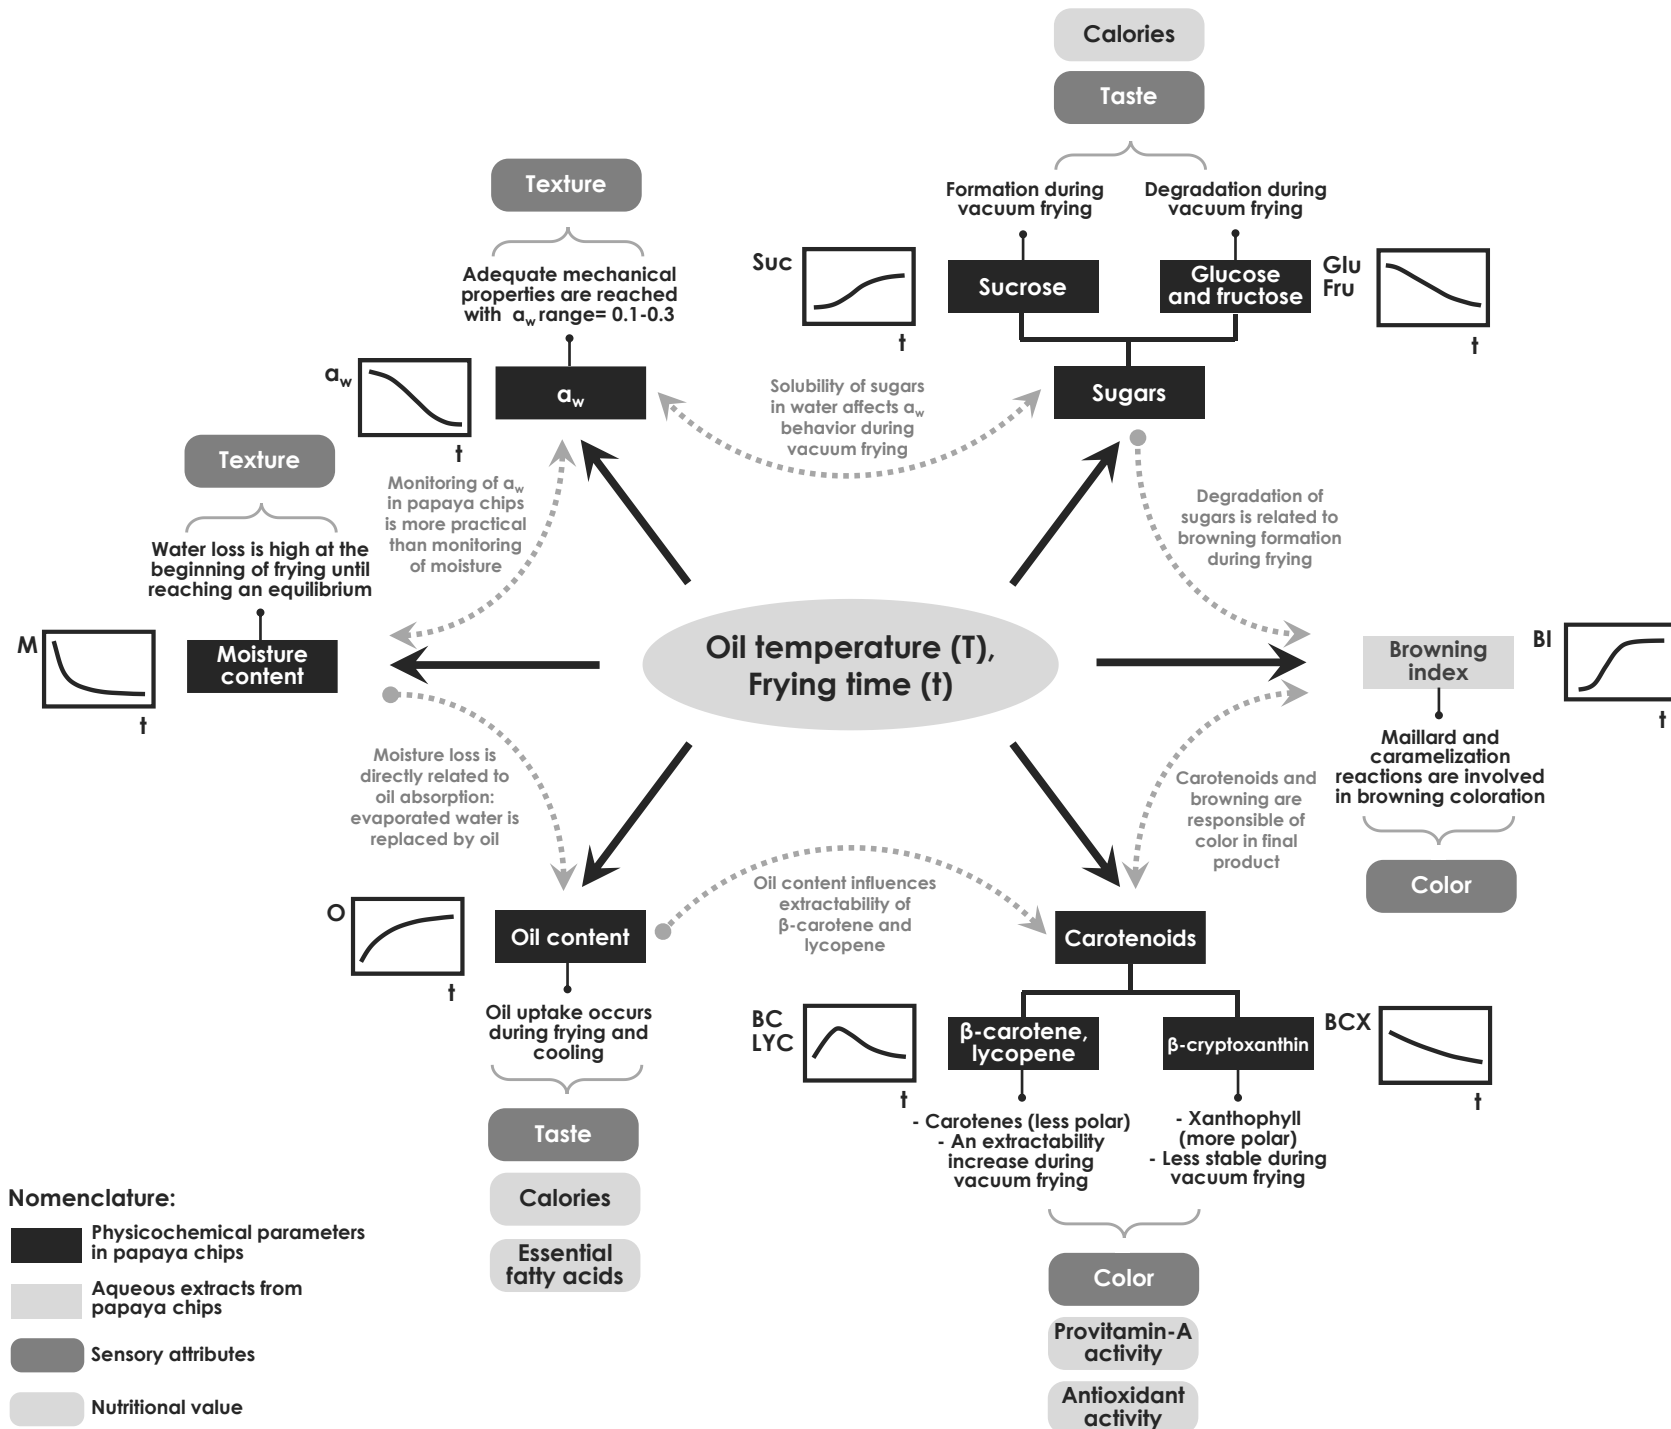 Calories
Taste
Formation during
vacuum frying
Degradation during
vacuum frying
Suc
t
Sucrose
Glucose
and fructose
Glu
Fru
t
Sugars
Texture
Adequate mechanical
properties are reached
with aw range= 0.1-0.3
aw
t
aw
Solubility of sugars
in water affects aw
behavior during
vacuum frying
Texture
Water loss is high at the
beginning of frying until
reaching an equilibrium
Monitoring of aw
in papaya chips
is more practical
than monitoring
of moisture
Degradation of
sugars is related to
browning formation
during frying
M
t
Moisture
content
Oil temperature (T),
Frying time (t)
Browning
index
BI
t
Maillard and
caramelization
reactions are involved
in browning coloration
Color
Moisture loss is
directly related to
oil absorption:
evaporated water is
replaced by oil
Carotenoids and
browning are
responsible of
color in final
product
Oil content influences
extractability of
β-carotene and
lycopene
O
t
Oil content
Oil uptake occurs
during frying and
cooling
Taste
Calories
Essential
fatty acids
Carotenoids
BC
LYC
t
β-carotene,
lycopene
β-cryptoxanthin
BCX
t
- Carotenes (less polar)
- An extractability
increase during
vacuum frying
- Xanthophyll
(more polar)
- Less stable during
vacuum frying
Color
Provitamin-A
activity
Antioxidant
activity
Nomenclature:
Physicochemical parameters
in papaya chips
Aqueous extracts from
papaya chips
Sensory attributes
Nutritional value